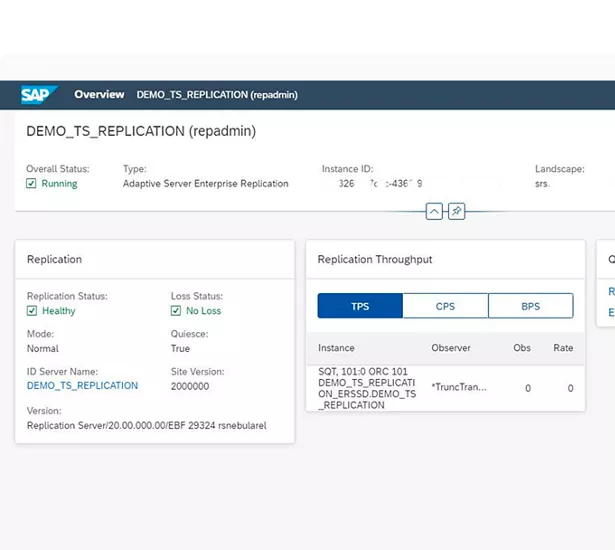 SAP Overview DEMO_TS_REPLICATION (repadmin)
DEMO_TS_REPLICATION (repadmin)
Overall Status: Type: Instance ID: Landscape:
Running Adaptive Server Enterprise Replication 326 srs.
Replication
Replication Status: Loss Status:
Healthy No Loss
Mode: Quiesce:
Normal True
ID Server Name: Site Version:
DEMO_TS_REPLICATION 2000000
Version:
Replication Server/20.00.000.00/EBF 29324 rsnebularel
Replication Throughput
TPS CPS BPS
Instance Observer Obs Rate
SQT, 101:0 ORC 101
DEMO_TS_REPLICATI
ON_ERSSD.DEMO_TS
_REPLICATION
*TruncTran... 0 0
Q
R
E